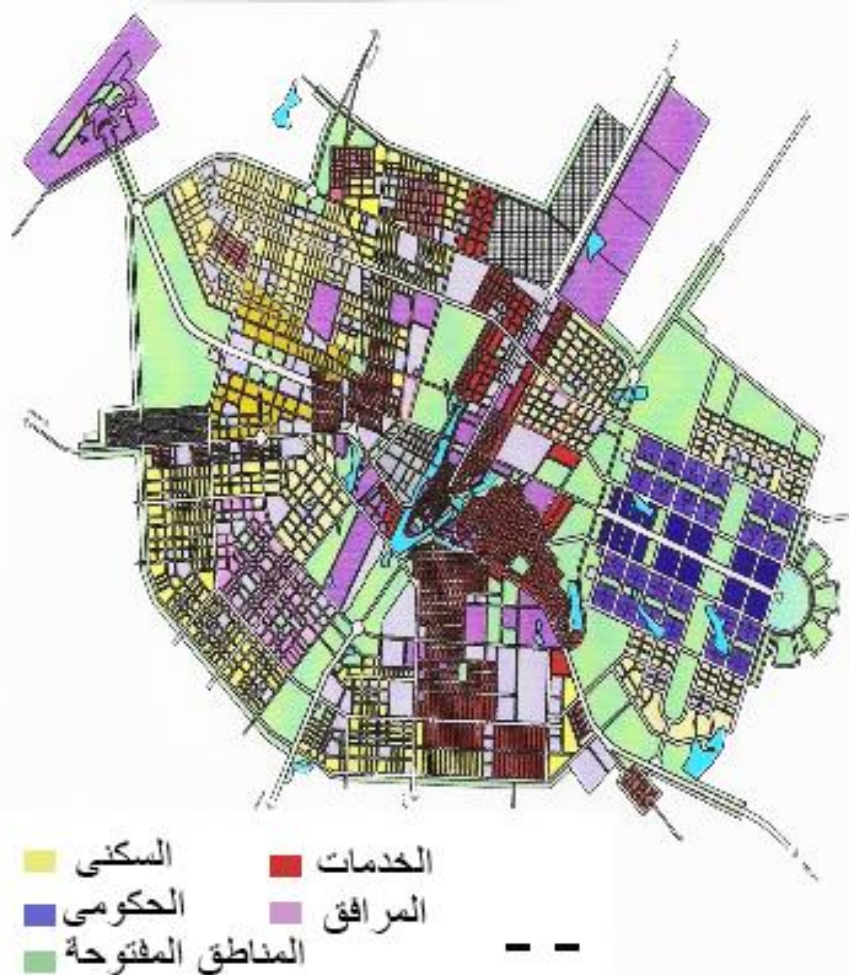 الخدمات السكنى
المرافق الحكومى
المناطق المفتوحة